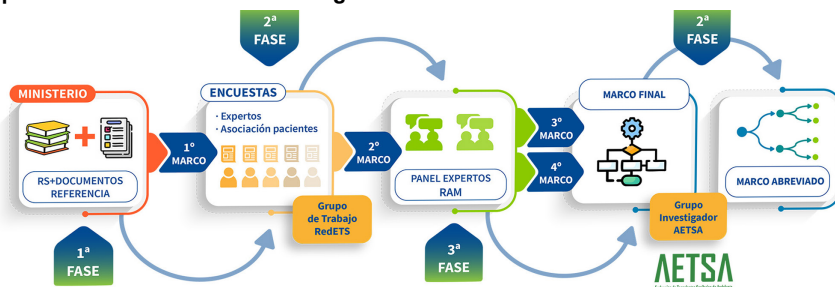 2ª
FASE
2ª
FASE
MINISTERIO
RS+DOCUMENTOS
REFERENCIA
1º
MARCO
ENCUESTAS
· Expertos
· Asociación pacientes
Grupo
de Trabajo
RedETS
2º
MARCO
PANEL EXPERTOS
RAM
3º
MARCO
4º
MARCO
MARCO FINAL
Grupo
Investigador
AETSA
MARCO ABREVIADO
1ª
FASE
3ª
FASE
AETSA